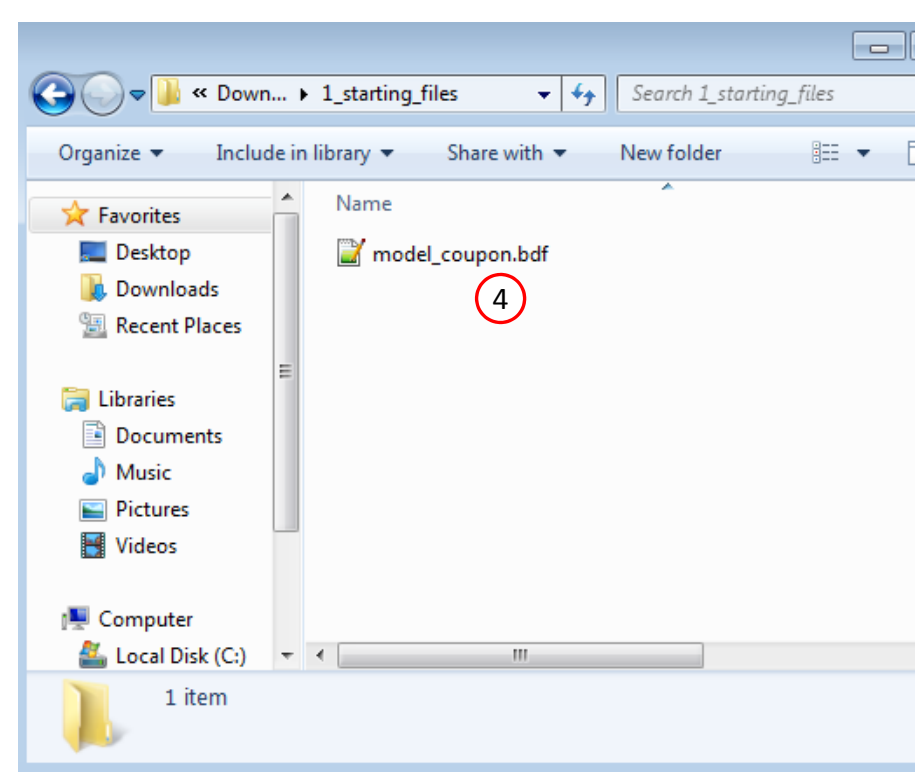 « Down... 1_starting_files Search 1_starting_files
Organize Include in library Share with New folder
Favorites
Desktop
Downloads
Recent Places
Libraries
Documents
Music
Pictures
Videos
Computer
Local Disk (C:)
Name
model_coupon.bdf
4
1 item